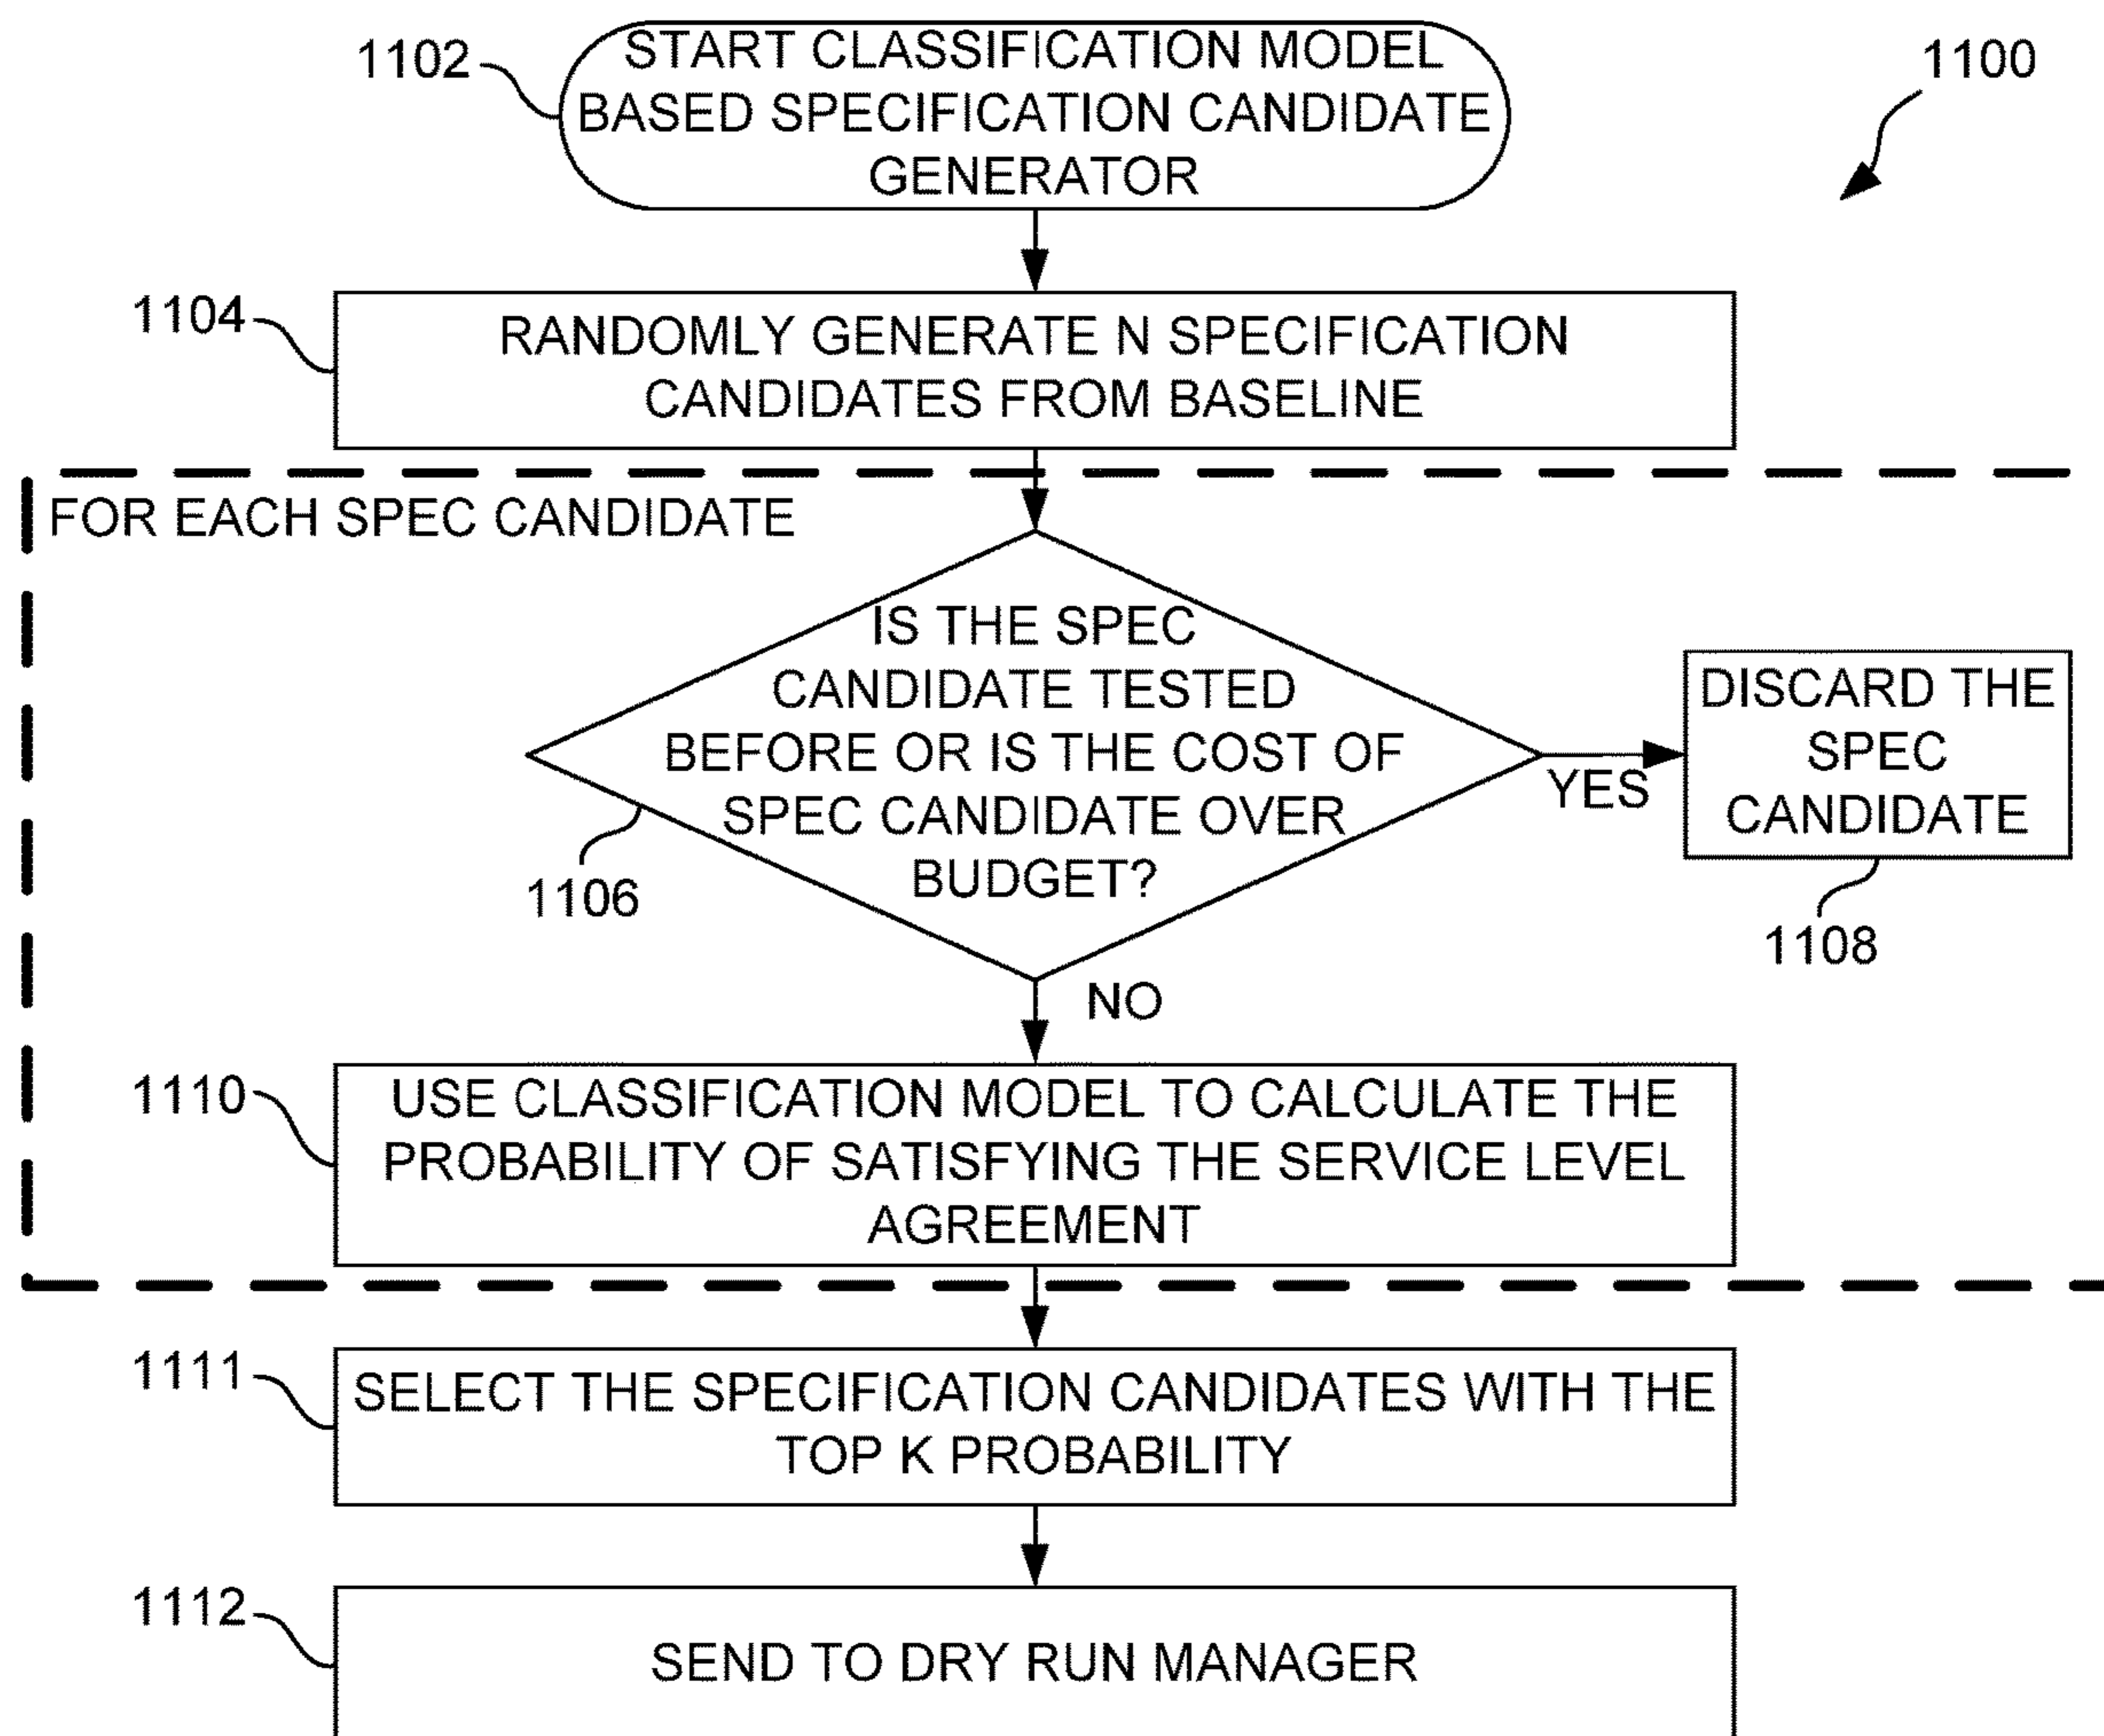 1102
START CLASSIFICATION MODEL
BASED SPECIFICATION CANDIDATE
GENERATOR
1100
1104
RANDOMLY GENERATE N SPECIFICATION
CANDIDATES FROM BASELINE
FOR EACH SPEC CANDIDATE
IS THE SPEC
CANDIDATE TESTED
BEFORE OR IS THE COST OF
SPEC CANDIDATE OVER
BUDGET?
1106
YES
DISCARD THE
SPEC
CANDIDATE
1108
NO
1110
USE CLASSIFICATION MODEL TO CALCULATE THE
PROBABILITY OF SATISFYING THE SERVICE LEVEL
AGREEMENT
1111
SELECT THE SPECIFICATION CANDIDATES WITH THE
TOP K PROBABILITY
1112
SEND TO DRY RUN MANAGER